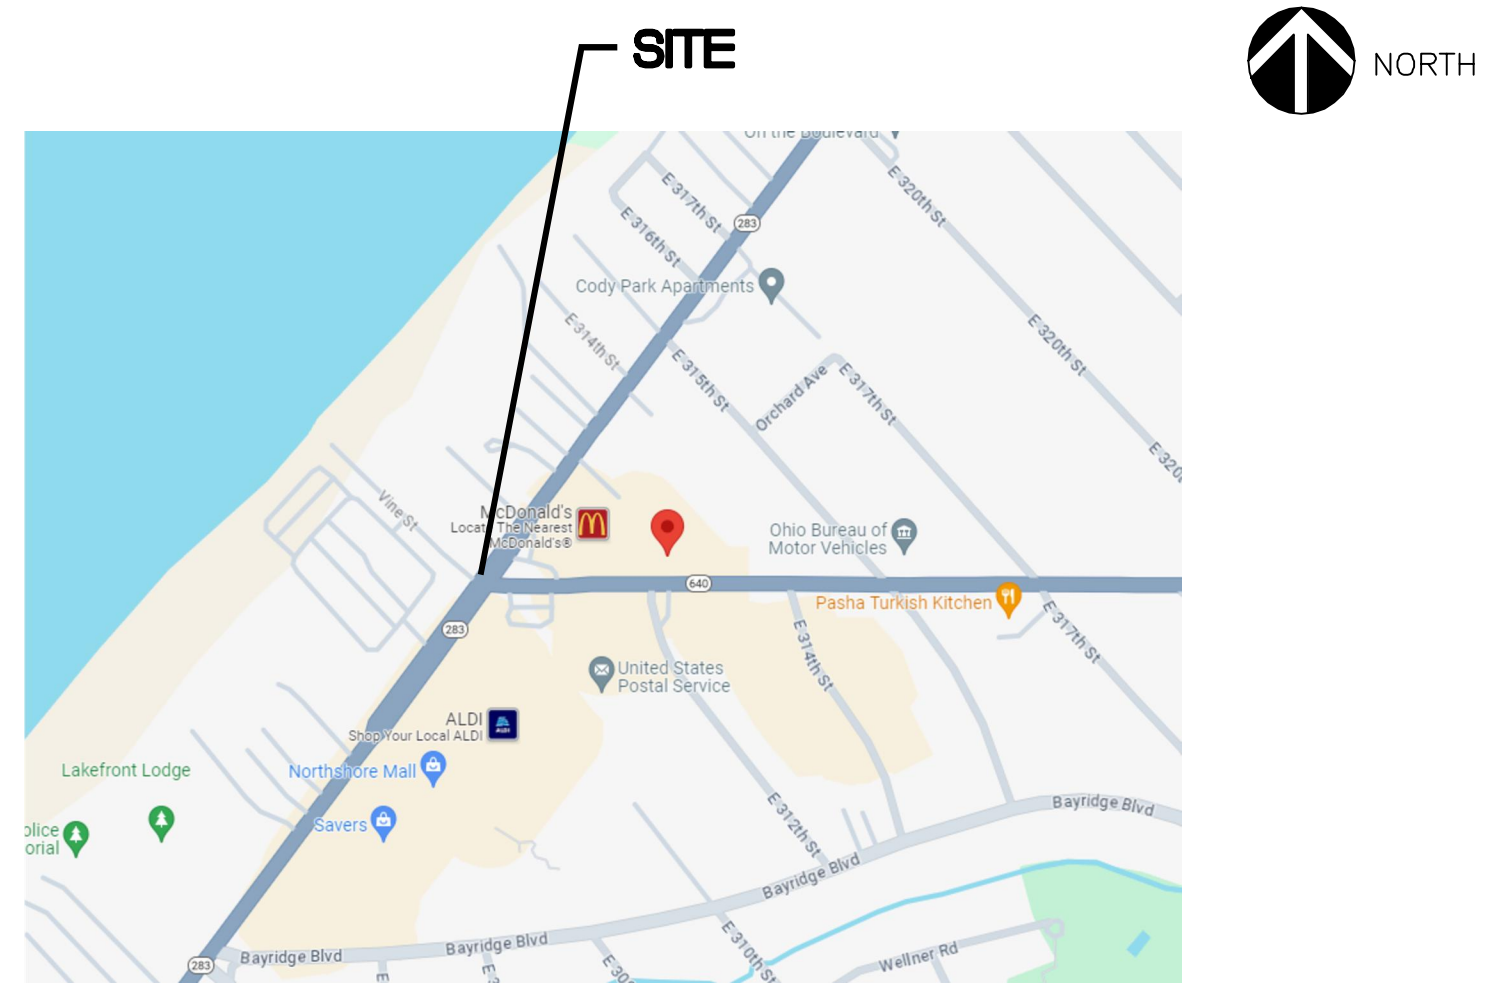 SITE
NORTH
On the Boulevard
E 320th St
E 317th St
283
E 316th St
Cody Park Apartments
E 314th St
E 320th St
E 315th St
Orchard Ave
E 317th St
E 320
Vine St
McDonald's
Locate The Nearest
McDonald's®
Ohio Bureau of
Motor Vehicles
640
Pasha Turkish Kitchen
E 317th St
283
E 314th St
United States
Postal Service
ALDI
ALDI
Shop Your Local ALDI
Lakefront Lodge
Northshore Mall
Savers
olice
orial
E 312th St
Bayridge Blvd
Bayridge Blvd
E 310th St
Bayridge Blvd
Bayridge Blvd
Wellner Rd
283
E
E
E 30